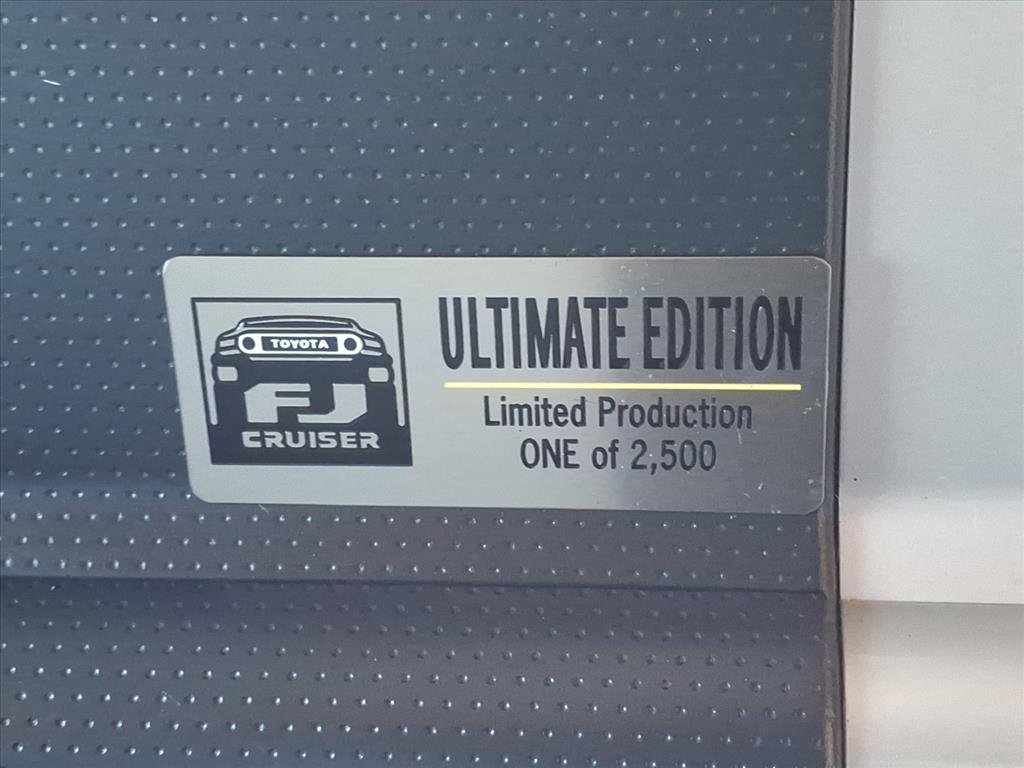 TOYOTA
FJ
CRUISER
ULTIMATE EDITION
Limited Production
ONE of 2,500